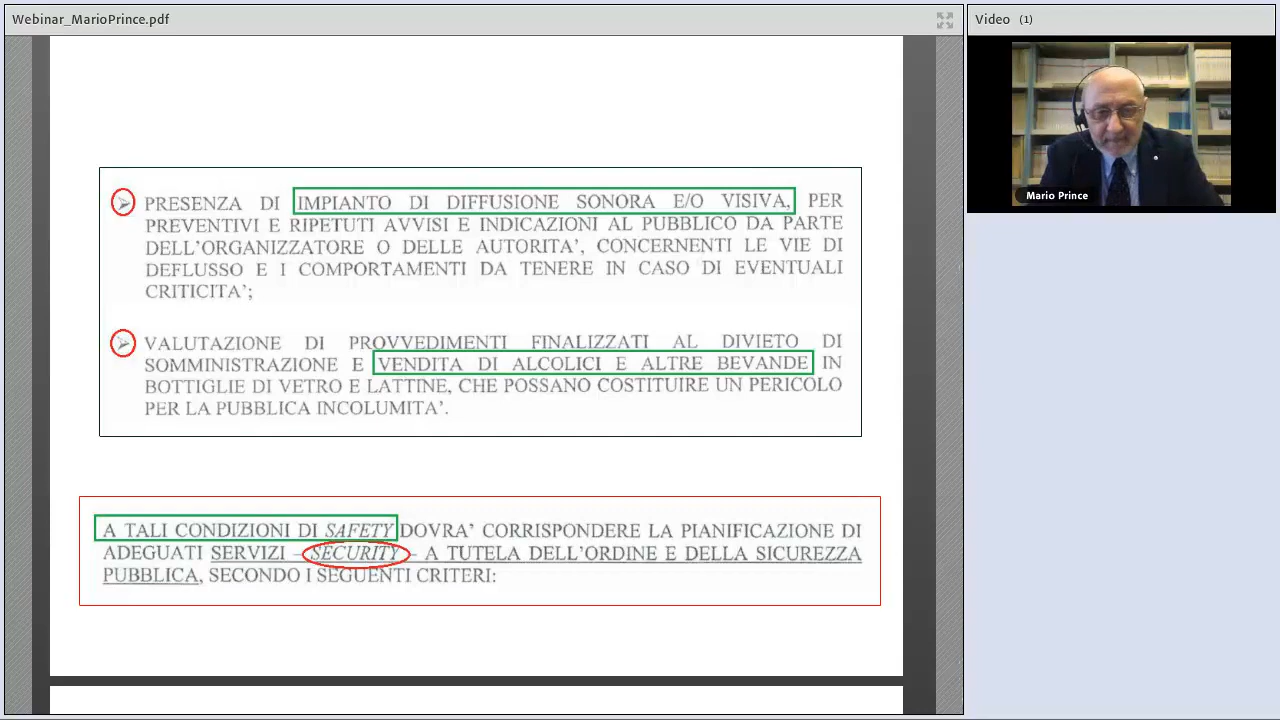 Webinar_MarioPrince.pdf
Video (1)
Mario Prince
PRESENZA DI IMPIANTO DI DIFFUSIONE SONORA E/O VISIVA, PER
PREVENTIVI E RIPETUTI AVVISI E INDICAZIONI AL PUBBLICO DA PARTE
DELL'ORGANIZZATORE O DELLE AUTORITA', CONCERNENTI LE VIE DI
DEFLUSSO E I COMPORTAMENTI DA TENERE IN CASO DI EVENTUALI
CRITICITA';
VALUTAZIONE DI PROVVEDIMENTI FINALIZZATI AL DIVIETO DI
SOMMINISTRAZIONE E VENDITA DI ALCOLICI E ALTRE BEVANDE IN
BOTTIGLIE DI VETRO E LATTINE, CHE POSSANO COSTITUIRE UN PERICOLO
PER LA PUBBLICA INCOLUMITA'.
A TALI CONDIZIONI DI SAFETY DOVRA' CORRISPONDERE LA PIANIFICAZIONE DI
ADEGUATI SERVIZI – SECURITY – A TUTELA DELL'ORDINE E DELLA SICUREZZA
PUBBLICA, SECONDO I SEGUENTI CRITERI: